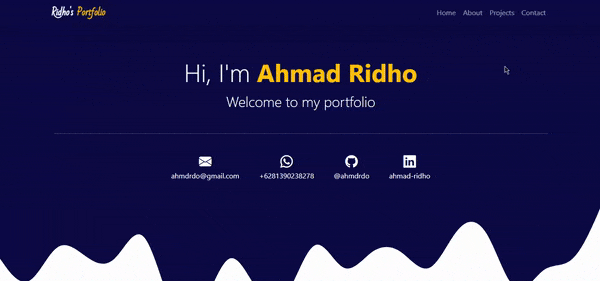 Ridho's Portfolio
Home About Projects Contact
Hi, I'm Ahmad Ridho
Welcome to my portfolio
ahmdrdo@gmail.com +6281390238278 @ahmdrdo ahmad-ridho